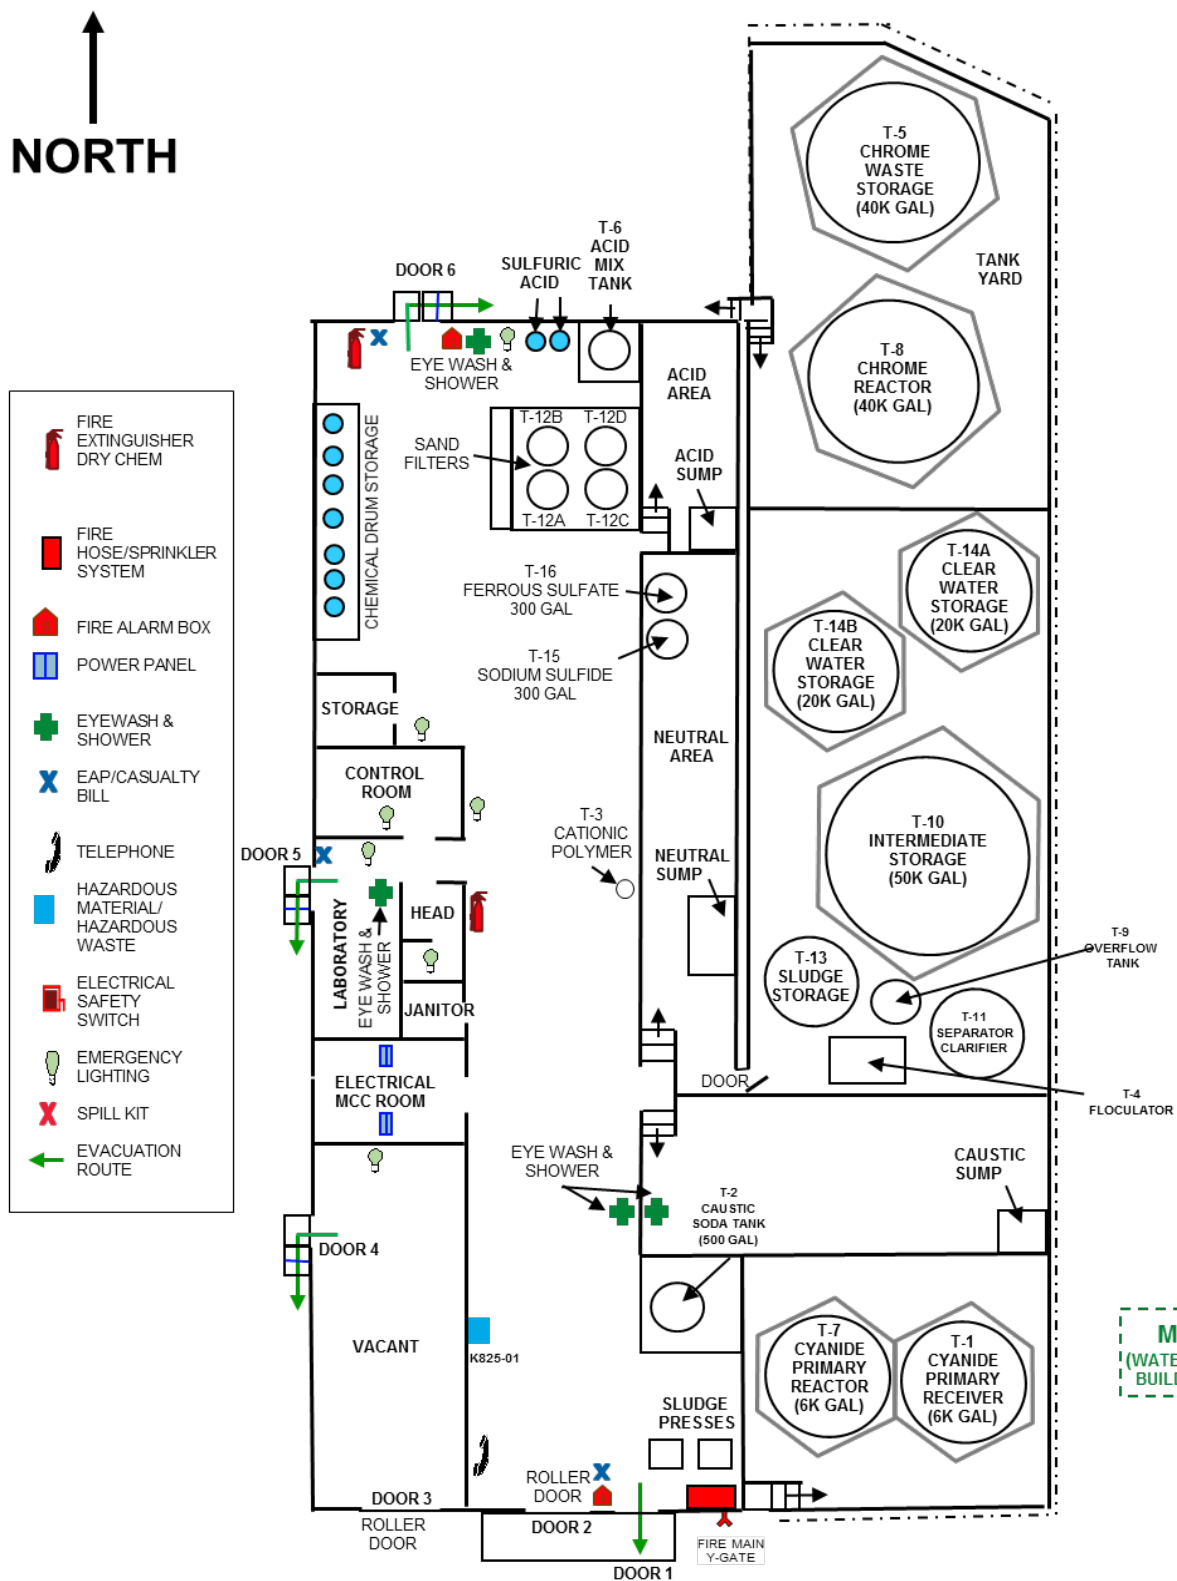 NORTH
FIRE
EXTINGUISHER
DRY CHEM
FIRE
HOSE/SPRINKLER
SYSTEM
FIRE ALARM BOX
POWER PANEL
EYEWASH &
SHOWER
EAP/CASUALTY
BILL
TELEPHONE
HAZARDOUS
MATERIAL/
HAZARDOUS
WASTE
ELECTRICAL
SAFETY
SWITCH
EMERGENCY
LIGHTING
SPILL KIT
EVACUATION
ROUTE
DOOR 6
SULFURIC
ACID
T-6
ACID
MIX
TANK
EYE WASH &
SHOWER
CHEMICAL DRUM STORAGE
SAND
FILTERS
T-12B
T-12D
T-12A
T-12C
ACID
AREA
ACID
SUMP
T-5
CHROME
WASTE
STORAGE
(40K GAL)
TANK
YARD
T-8
CHROME
REACTOR
(40K GAL)
T-16
FERROUS SULFATE
300 GAL
T-15
SODIUM SULFIDE
300 GAL
T-14A
CLEAR
WATER
STORAGE
(20K GAL)
T-14B
CLEAR
WATER
STORAGE
(20K GAL)
STORAGE
CONTROL
ROOM
NEUTRAL
AREA
T-3
CATIONIC
POLYMER
NEUTRAL
SUMP
T-10
INTERMEDIATE
STORAGE
(50K GAL)
DOOR 5
LABORATORY
EYE WASH &
SHOWER
HEAD
JANITOR
T-9
OVERFLOW
TANK
T-13
SLUDGE
STORAGE
T-11
SEPARATOR
CLARIFIER
ELECTRICAL
MCC ROOM
DOOR
T-4
FLOCULATOR
EYE WASH &
SHOWER
T-2
CAUSTIC
SODA TANK
(500 GAL)
CAUSTIC
SUMP
DOOR 4
VACANT
K825-01
T-7
CYANIDE
PRIMARY
REACTOR
(6K GAL)
T-1
CYANIDE
PRIMARY
RECEIVER
(6K GAL)
M
(WATE
BUIL
SLUDGE
PRESSES
ROLLER
DOOR
DOOR 3
ROLLER
DOOR
DOOR 2
DOOR 1
FIRE MAIN
Y-GATE